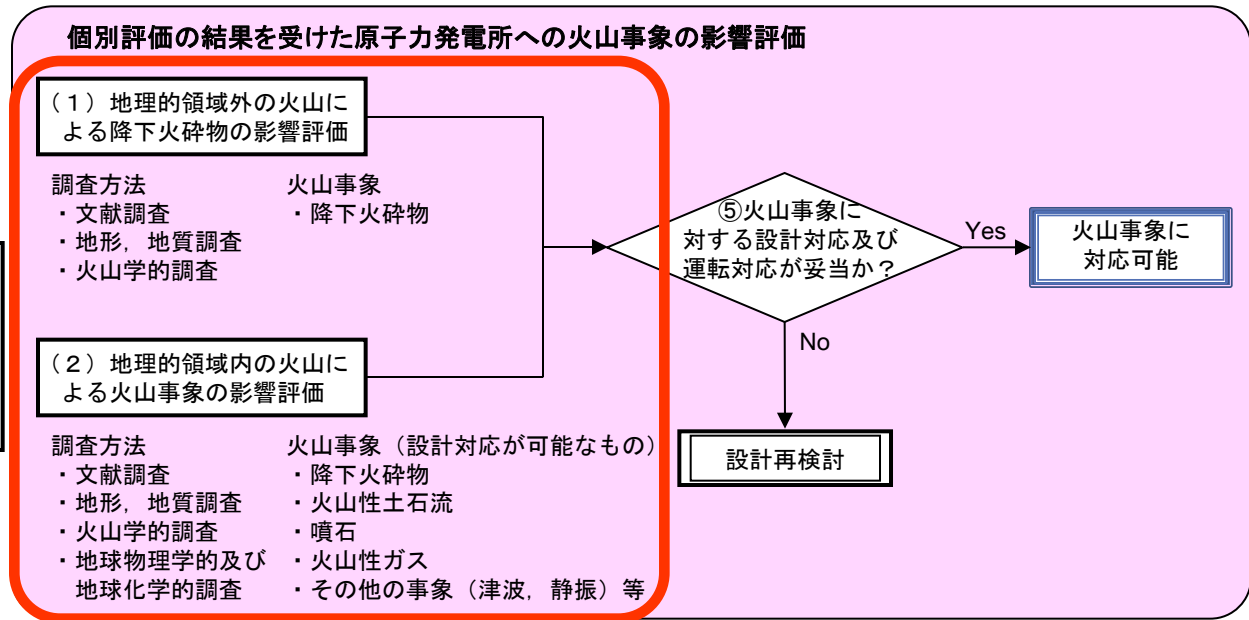 個別評価の結果を受けた原子力発電所への火山事象の影響評価
（１）地理的領域外の火山に
よる降下火砕物の影響評価
調査方法
・文献調査
・地形，地質調査
・火山学的調査
火山事象
・降下火砕物
（２）地理的領域内の火山に
よる火山事象の影響評価
調査方法
・文献調査
・地形，地質調査
・火山学的調査
・地球物理学的及び
地球化学的調査
火山事象（設計対応が可能なもの）
・降下火砕物
・火山性土石流
・噴石
・火山性ガス
・その他の事象（津波，静振）等
⑤火山事象に
対する設計対応及び
運転対応が妥当か？
Yes
火山事象に
対応可能
No
設計再検討